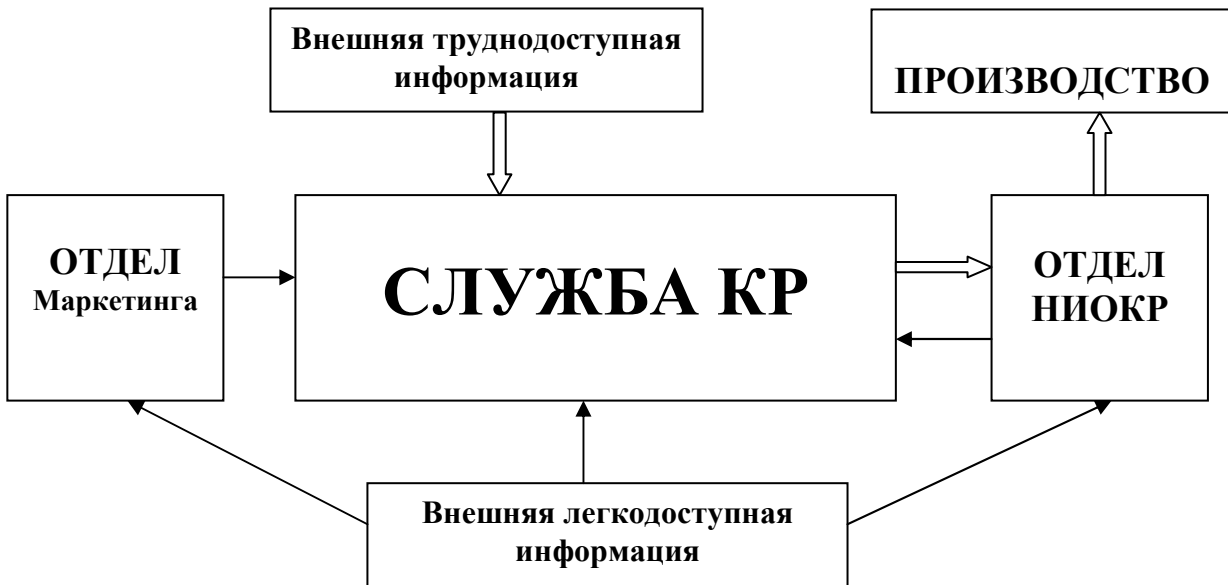 Внешняя труднодоступная
информация
ПРОИЗВОДСТВО
ОТДЕЛ
Маркетинга
СЛУЖБА КР
ОТДЕЛ
НИОКР
Внешняя легкодоступная
информация